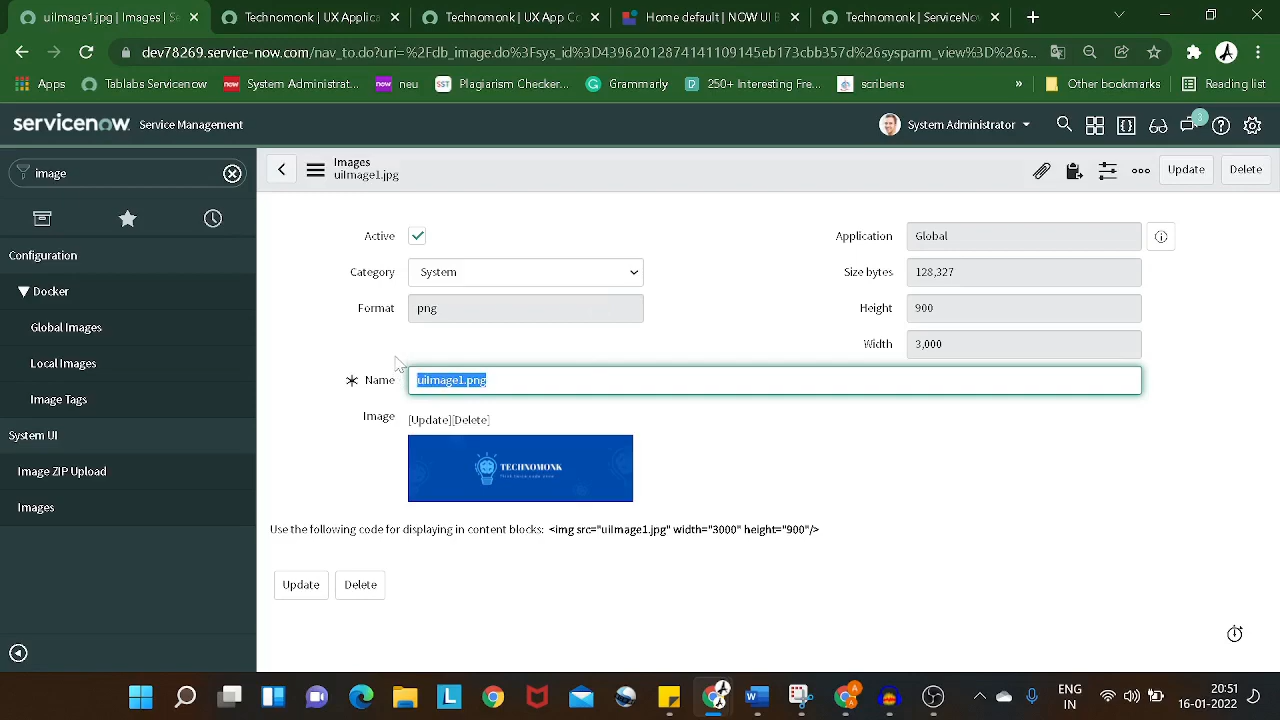 uiImage1.jpg | Images | S
Technomonk | UX Builder
Technomonk | UX App Co
Home default | NOW UI B
Technomonk | ServiceNov
dev78269.service-now.com/nav_to.do?uri=%2Fdb_image.do%3Fsys_id%3D43962012874141109145eb173cbb357d%26sysparm_view%3D%26s...
Apps
Tablab Servicenow
System Administrat...
neu
Plagiarism Checker...
Grammarly
250+ Interesting Fre...
scribens
»
Other bookmarks
Reading list
servicenow Service Management
System Administrator
3
image
Images
uiImage1.jpg
Update
Delete
Configuration
Docker
Global Images
Local Images
Image Tags
System UI
Image ZIP Upload
Images
Active
Application Global
Category System
Size bytes 128,327
Format png
Height 900
Width 3,000
Name uiImage1.png
Image [Update][Delete]
TECHNOMONK
Use the following code for displaying in content blocks: <img src="uiImage1.jpg" width="3000" height="900"/>
Update
Delete
ENG
IN
20:51
16-01-2022